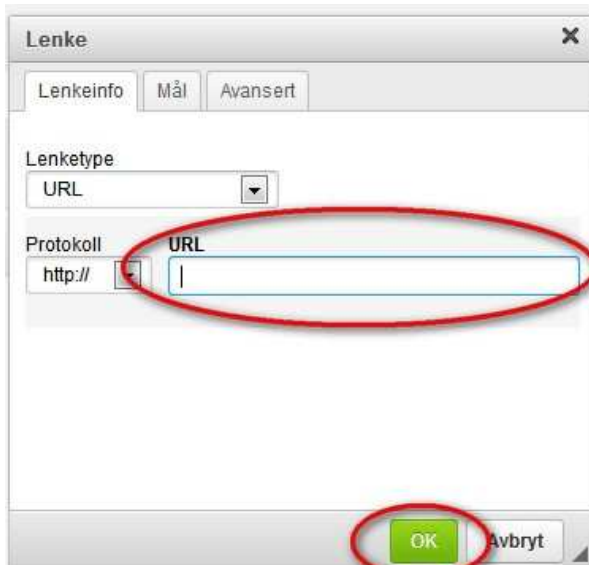 Lenke
Lenkeinfo Mål Avansert
Lenketype
URL
Protokoll URL
http://
OK Avbryt